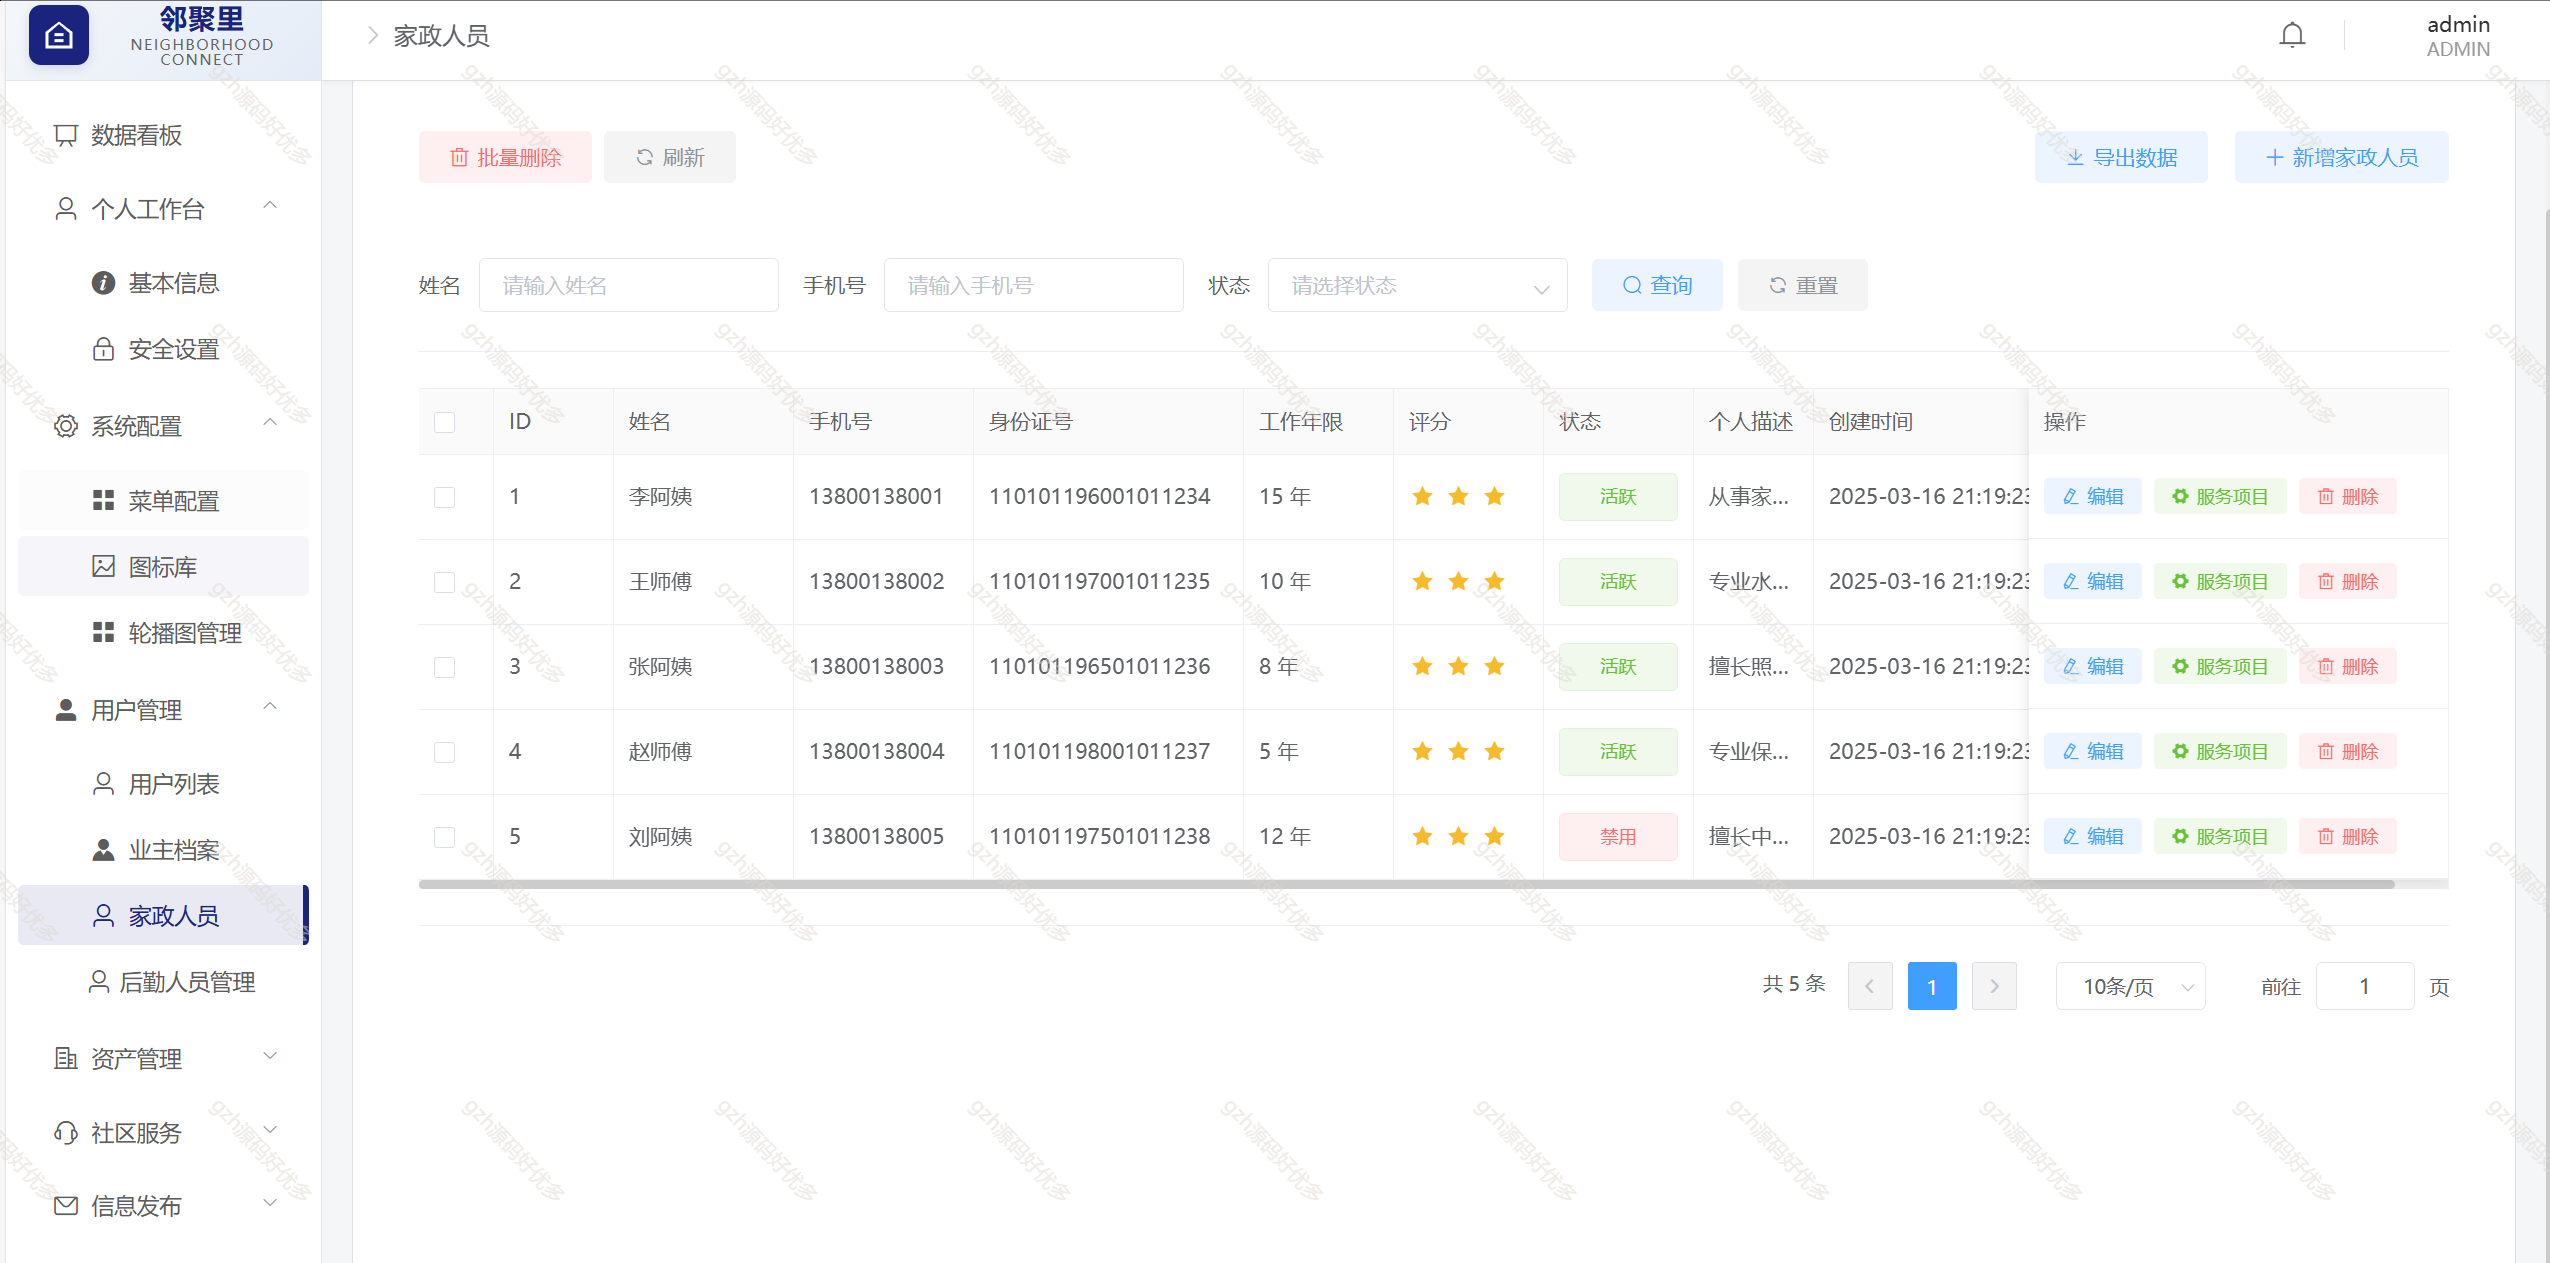 邻聚里
NEIGHBORHOOD
CONNECT
家政人员
admin
ADMIN
数据看板
个人工作台
基本信息
安全设置
系统配置
菜单配置
图标库
轮播图管理
用户管理
用户列表
业主档案
家政人员
后勤人员管理
资产管理
社区服务
信息发布
批量删除 刷新 导出数据 新增家政人员
姓名 请输入姓名 手机号 请输入手机号 状态 请选择状态 查询 重置
ID 姓名 手机号 身份证号 工作年限 评分 状态 个人描述 创建时间 操作
1 李阿姨 13800138001 110101196001011234 15 年 活跃 从事家... 2025-03-16 21:19:23 编辑 服务项目 删除
2 王师傅 13800138002 110101197001011235 10 年 活跃 专业水... 2025-03-16 21:19:23 编辑 服务项目 删除
3 张阿姨 13800138003 110101196501011236 8 年 活跃 擅长照... 2025-03-16 21:19:23 编辑 服务项目 删除
4 赵师傅 13800138004 110101198001011237 5 年 活跃 专业保... 2025-03-16 21:19:23 编辑 服务项目 删除
5 刘阿姨 13800138005 110101197501011238 12 年 禁用 擅长中... 2025-03-16 21:19:23 编辑 服务项目 删除
共 5 条 1 10条/页 前往 1 页
gzh源码好优多